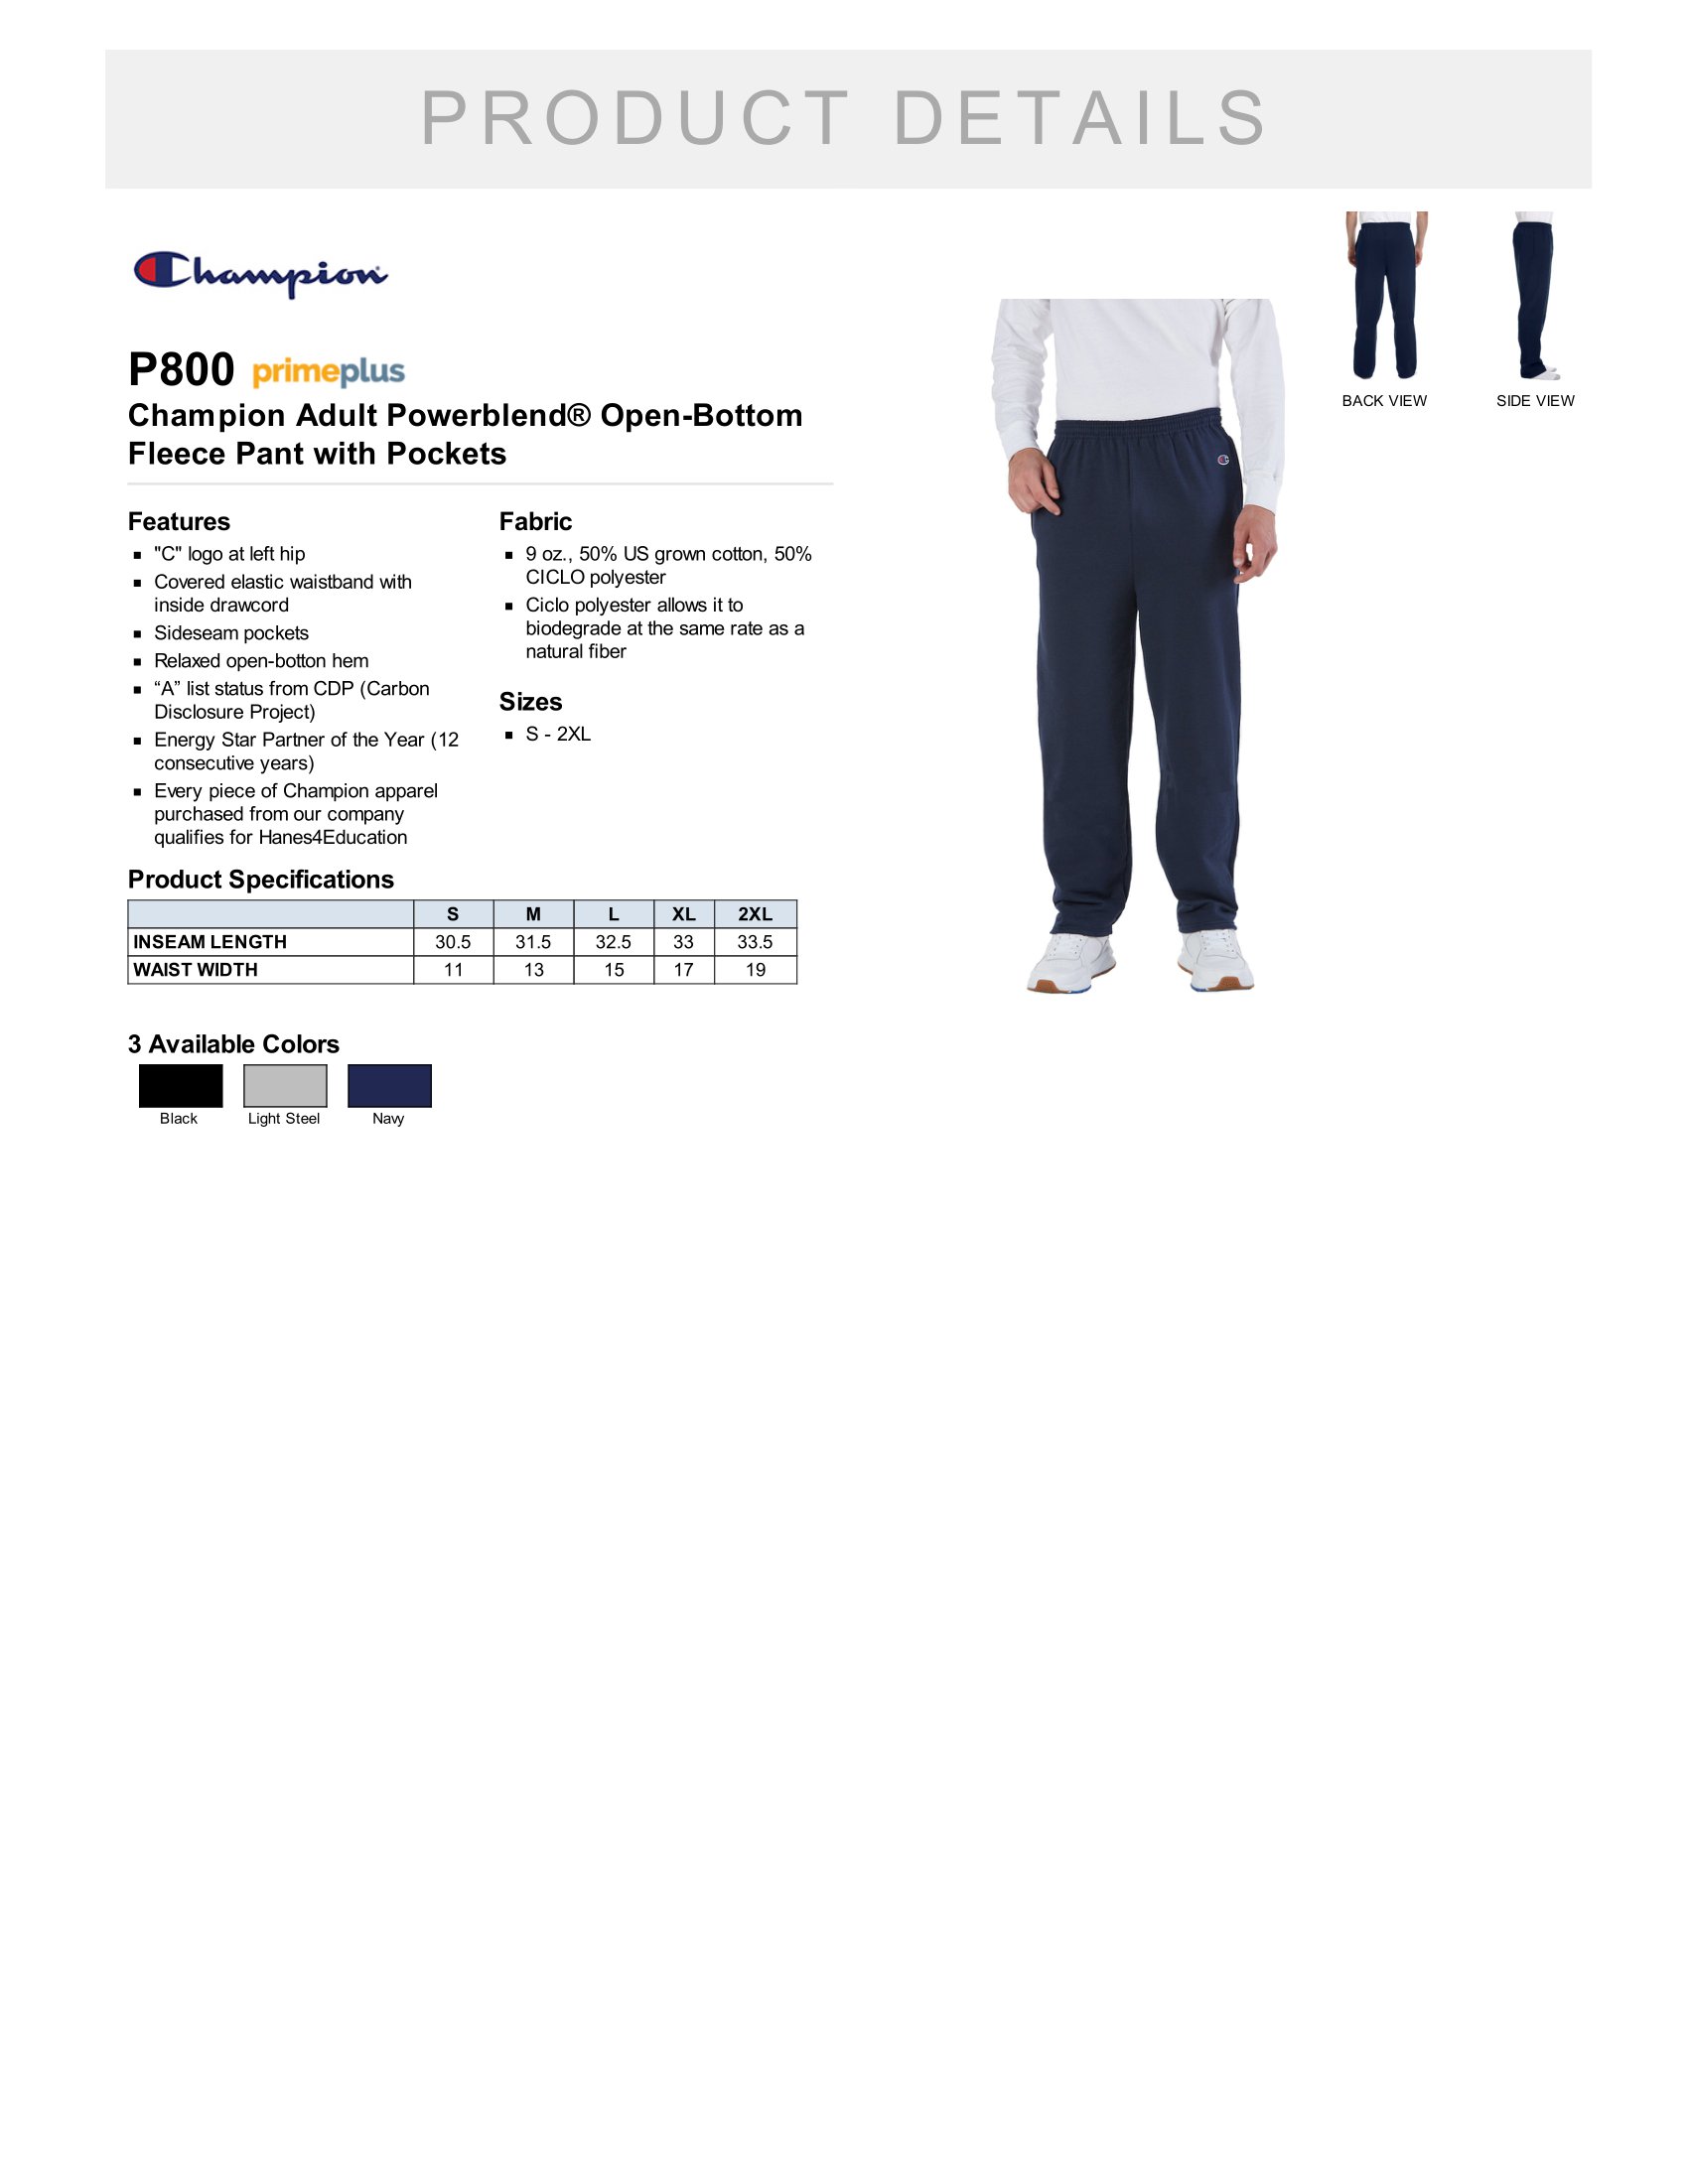 PRODUCT DETAILS
Champion
P800 primeplus
Champion Adult Powerblend® Open-Bottom
Fleece Pant with Pockets
Features
"C" logo at left hip
Covered elastic waistband with
inside drawcord
Sideseam pockets
Relaxed open-botton hem
“A” list status from CDP (Carbon
Disclosure Project)
Energy Star Partner of the Year (12
consecutive years)
Every piece of Champion apparel
purchased from our company
qualifies for Hanes4Education
Fabric
9 oz., 50% US grown cotton, 50%
CICLO polyester
Ciclo polyester allows it to
biodegrade at the same rate as a
natural fiber
Sizes
S - 2XL
BACK VIEW
SIDE VIEW
Product Specifications
S M L XL 2XL
INSEAM LENGTH 30.5 31.5 32.5 33 33.5
WAIST WIDTH 11 13 15 17 19
3 Available Colors
Black Light Steel Navy